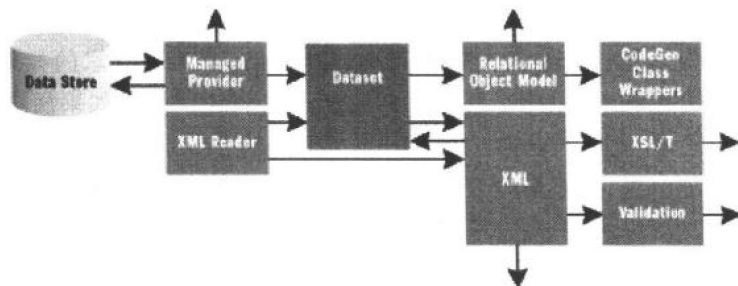 Data Store
Managed
Provider
Dataset
Relational
Object Model
CodeGen
Class
Wrappers
XML Reader
XML
XSL/T
Validation